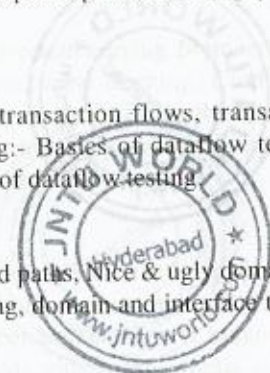 transaction flows, transa
g:- Basics of dataflow te
of dataflow testing.
JNTU WORLD
Hyderabad
d paths, Nice & ugly dom
ng, domain and interface t
www.jntuworld.com